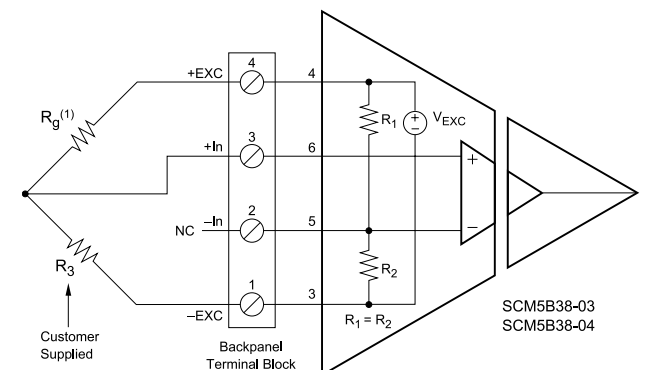 +EXC
4
4
Rg(1)
R1
+
−
VEXC
+In
3
6
+
−In
2
5
−
NC
R3
R2
1
3
−EXC
R1 = R2
SCM5B38-03
SCM5B38-04
Customer
Supplied
Backpanel
Terminal Block